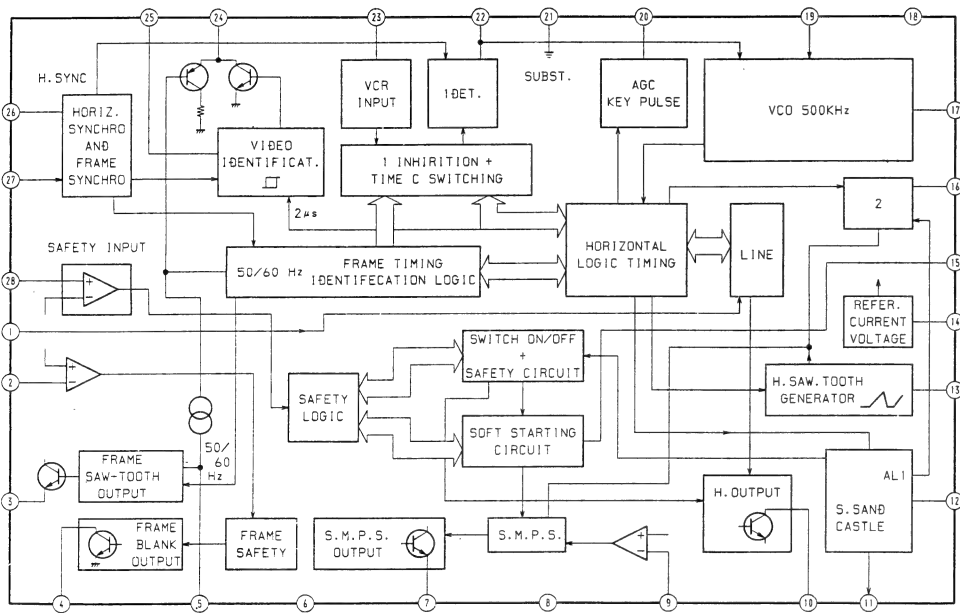 25
24
23
22
21
20
19
18
H.SYNC
SUBST.
26
HORIZ.
SYNCHRO
AND
FRAME
SYNCHRO
27
VCR
INPUT
1DET.
AGC
KEY PULSE
VCO 500KHz
17
VIDEO
IDENTIFICAT.
1 INHIRITION +
TIME C SWITCHING
2μs
2
16
SAFETY INPUT
50/60 Hz
FRAME TIMING
IDENTIFECATION LOGIC
HORIZONTAL
LOGIC TIMING
LINE
15
28
+
−
1
REFER.
CURRENT
VOLTAGE
14
2
+
−
SAFETY
LOGIC
SWITCH ON/OFF
+
SAFETY CIRCUIT
H.SAW.TOOTH
GENERATOR
13
SOFT STARTING
CIRCUIT
50/
60
Hz
FRAME
SAW-TOOTH
OUTPUT
3
AL1
S.SAND
CASTLE
12
H.OUTPUT
FRAME
BLANK
OUTPUT
FRAME
SAFETY
S.M.P.S.
OUTPUT
S.M.P.S.
+
−
4
5
6
7
8
9
10
11